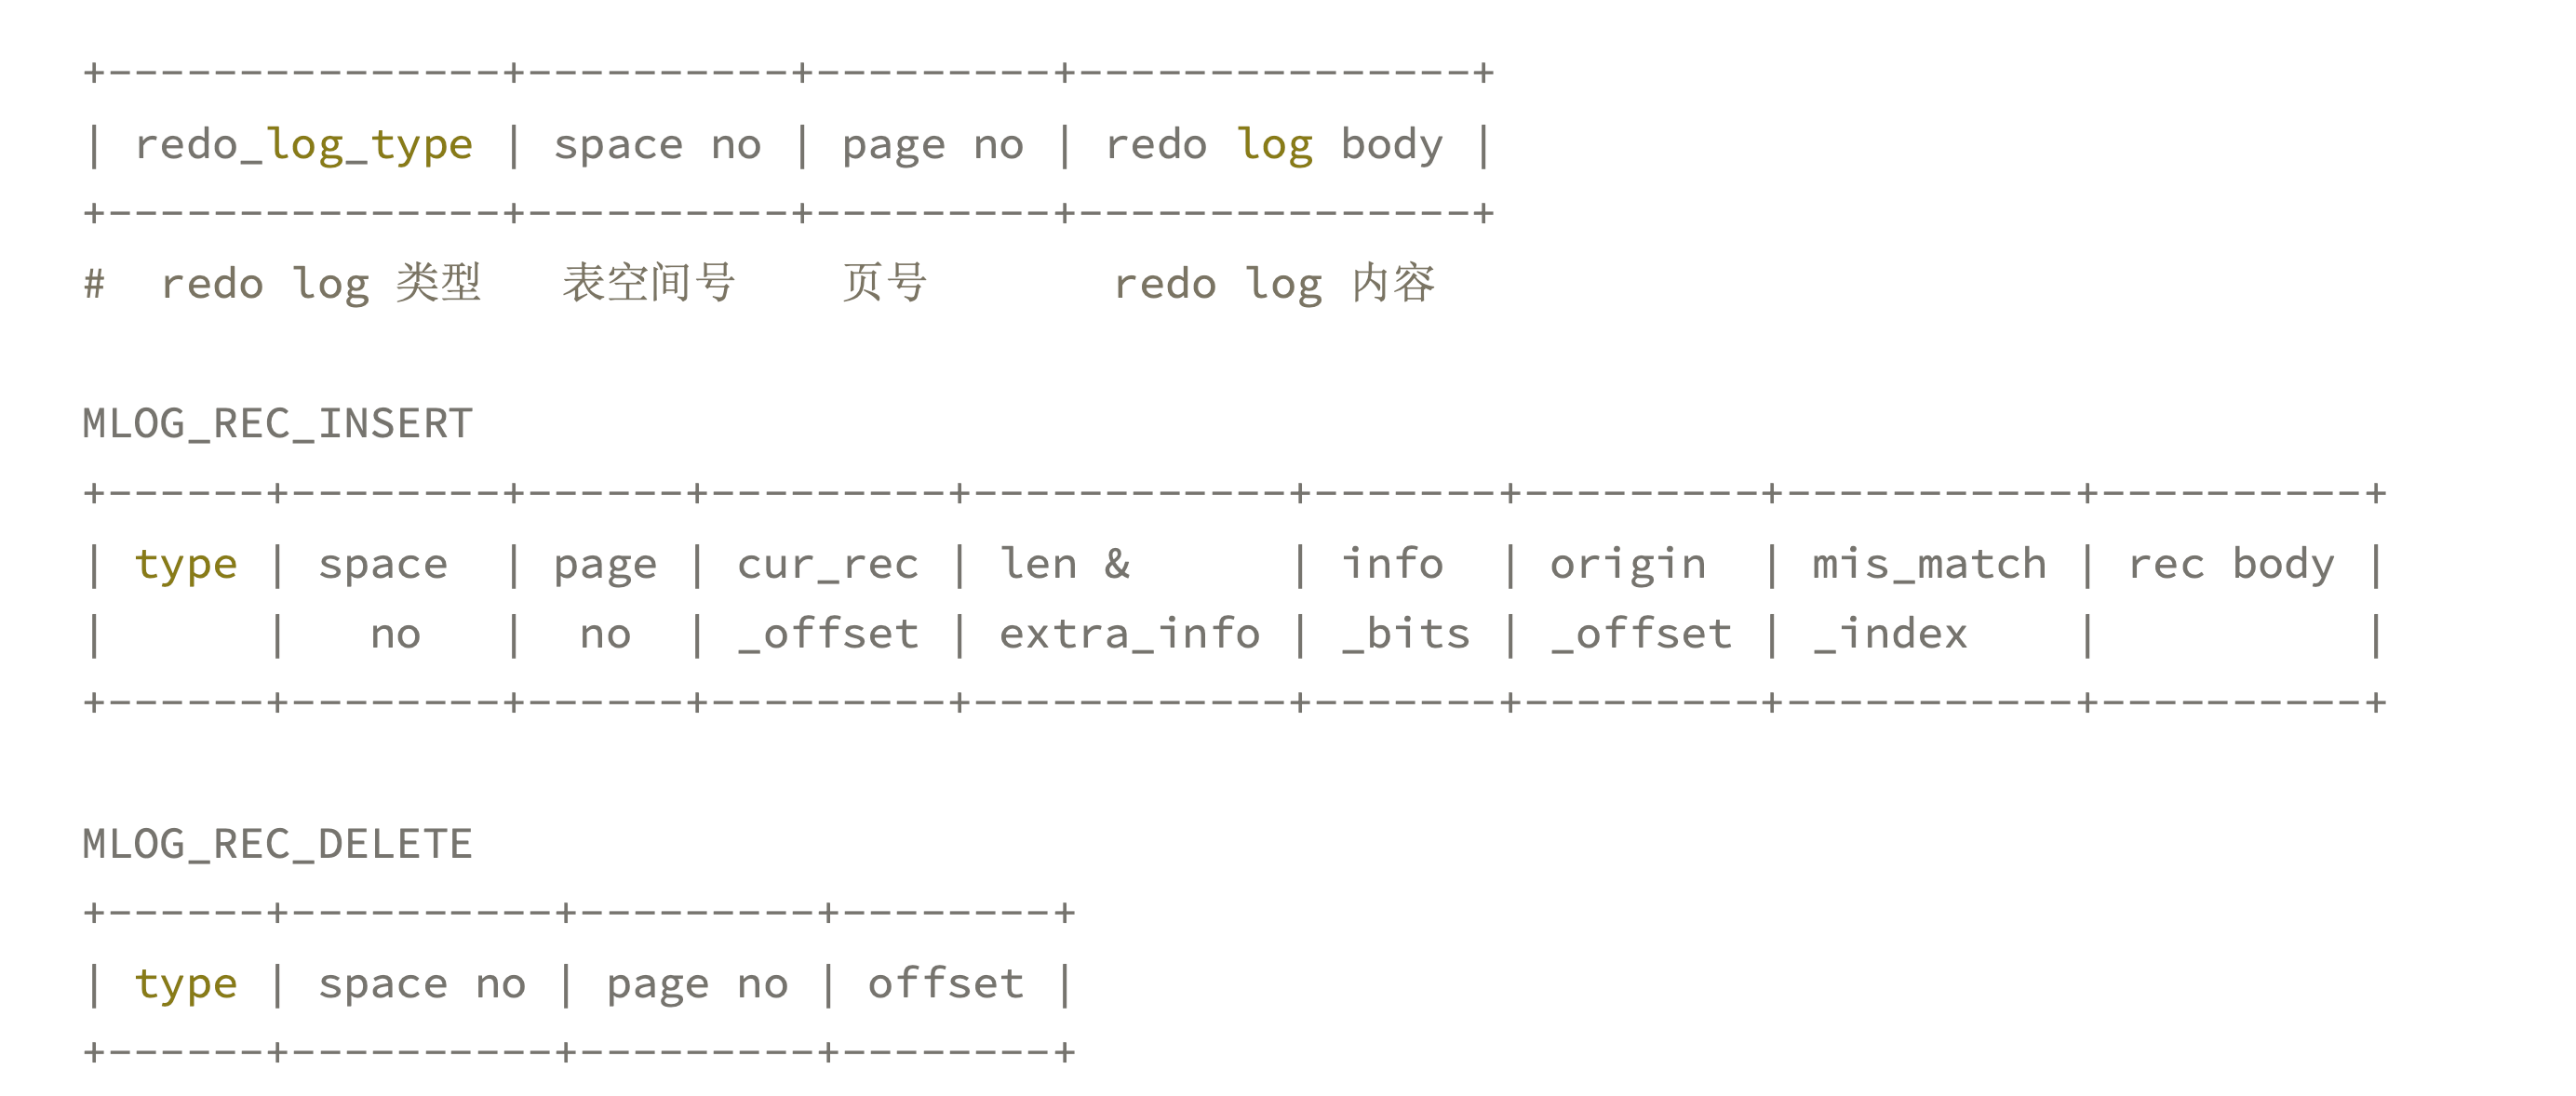 +---------------+----------+---------+---------------+
| redo_log_type | space no | page no | redo log body |
+---------------+----------+---------+---------------+
#  redo log 类型   表空间号    页号       redo log 内容
MLOG_REC_INSERT
+------+--------+------+---------+------------+-------+---------+-----------+----------+
| type | space  | page | cur_rec | len &      | info  | origin  | mis_match | rec body |
|      |   no   |  no  | _offset | extra_info | _bits | _offset | _index    |          |
+------+--------+------+---------+------------+-------+---------+-----------+----------+
MLOG_REC_DELETE
+------+----------+---------+--------+
| type | space no | page no | offset |
+------+----------+---------+--------+